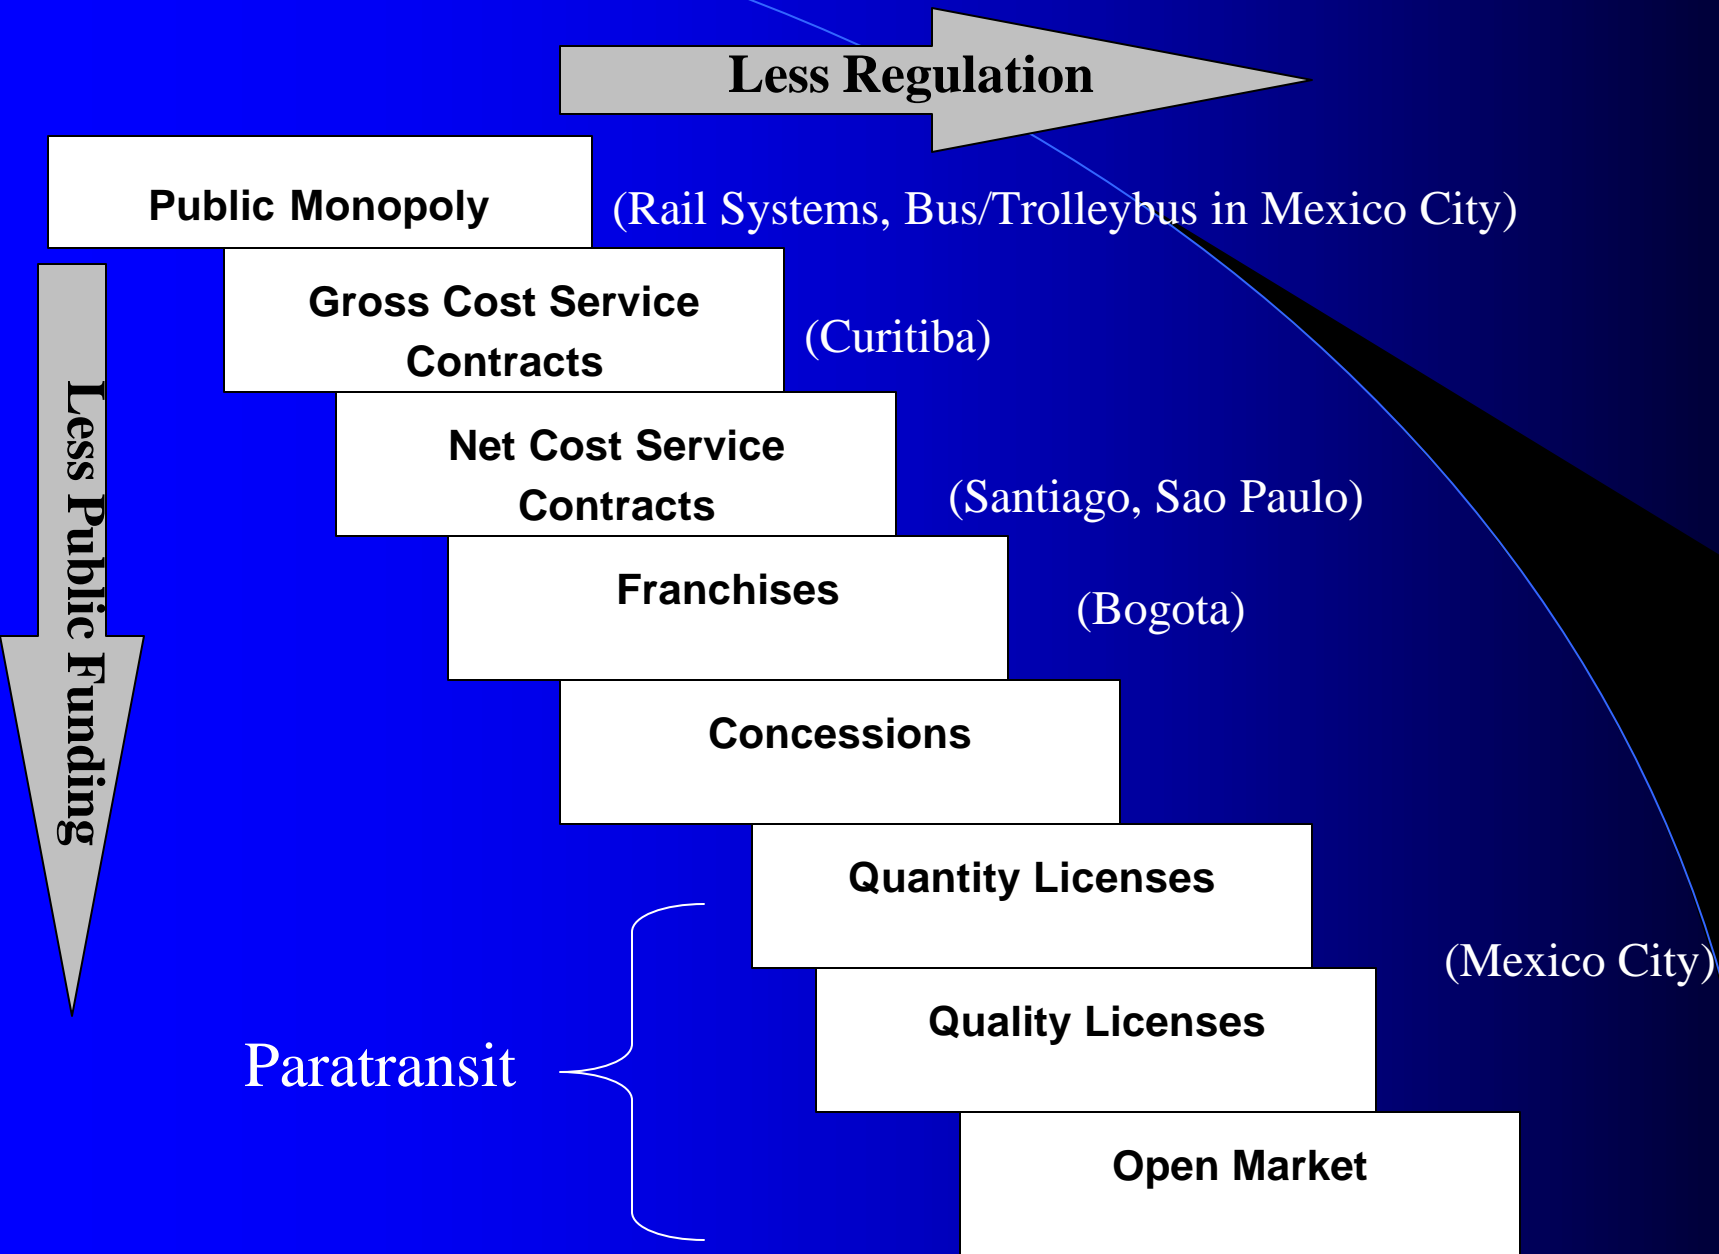 Less Regulation
Public Monopoly
(Rail Systems, Bus/Trolleybus in Mexico City)
Gross Cost Service
Contracts
(Curitiba)
Less Public Funding
Net Cost Service
Contracts
(Santiago, Sao Paulo)
Franchises
(Bogota)
Concessions
Quantity Licenses
(Mexico City)
Quality Licenses
Paratransit
Open Market